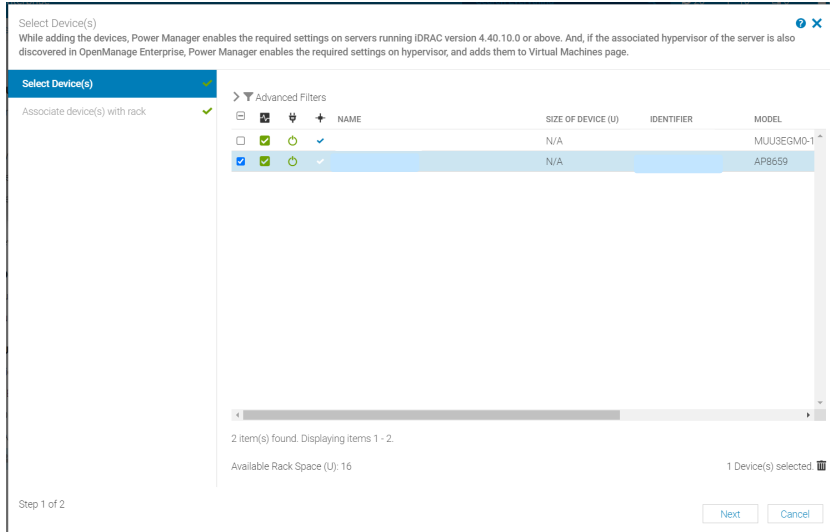 Select Device(s)
While adding the devices, Power Manager enables the required settings on servers running iDRAC version 4.40.10.0 or above. And, if the associated hypervisor of the server is also
discovered in OpenManage Enterprise, Power Manager enables the required settings on hypervisor, and adds them to Virtual Machines page.
Select Device(s)
Associate device(s) with rack
Advanced Filters
NAME SIZE OF DEVICE (U) IDENTIFIER MODEL
N/A MUU3EGM0-1
N/A AP8659
2 item(s) found. Displaying items 1 - 2.
Available Rack Space (U): 16 1 Device(s) selected.
Step 1 of 2
Next Cancel